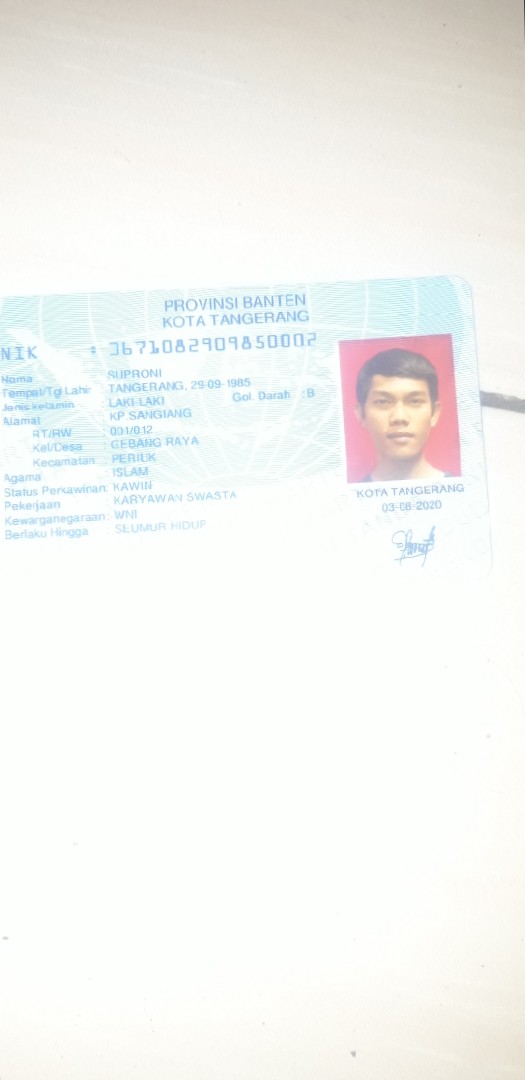 PROVINSI BANTEN
KOTA TANGERANG
NIK : 3671082909850002
Nama : SUPRONI
Tempat/Tgl Lahir : TANGERANG, 29-09-1985
Jenis kelamin : LAKI-LAKI Gol. Darah : B
Alamat : KP SANGIANG
RT/RW : 001/012
Kel/Desa : GEBANG RAYA
Kecamatan : PERIUK
Agama : ISLAM
Status Perkawinan: KAWIN
Pekerjaan : KARYAWAN SWASTA
Kewarganegaraan: WNI
Berlaku Hingga : SEUMUR HIDUP
KOTA TANGERANG
03-06-2020